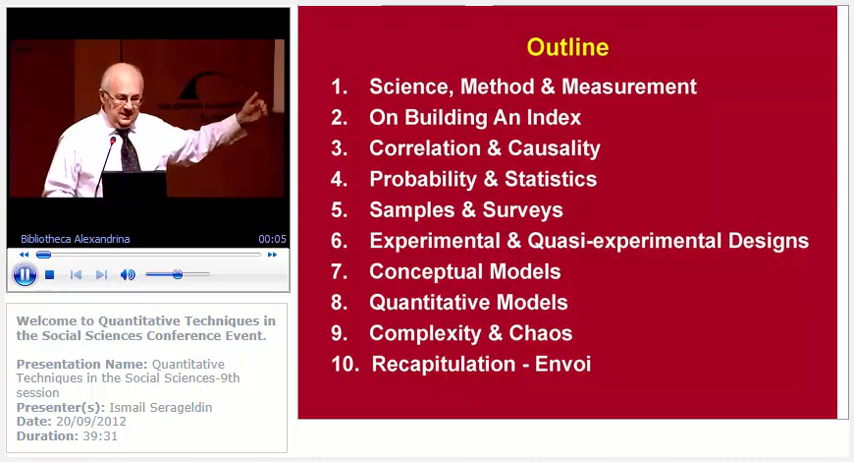 Bibliotheca Alexandrina 00:05
Welcome to Quantitative Techniques in
the Social Sciences Conference Event.
Presentation Name: Quantitative
Techniques in the Social Sciences-9th
session
Presenter(s): Ismail Serageldin
Date: 20/09/2012
Duration: 39:31
Outline
1. Science, Method & Measurement
2. On Building An Index
3. Correlation & Causality
4. Probability & Statistics
5. Samples & Surveys
6. Experimental & Quasi-experimental Designs
7. Conceptual Models
8. Quantitative Models
9. Complexity & Chaos
10. Recapitulation - Envoi